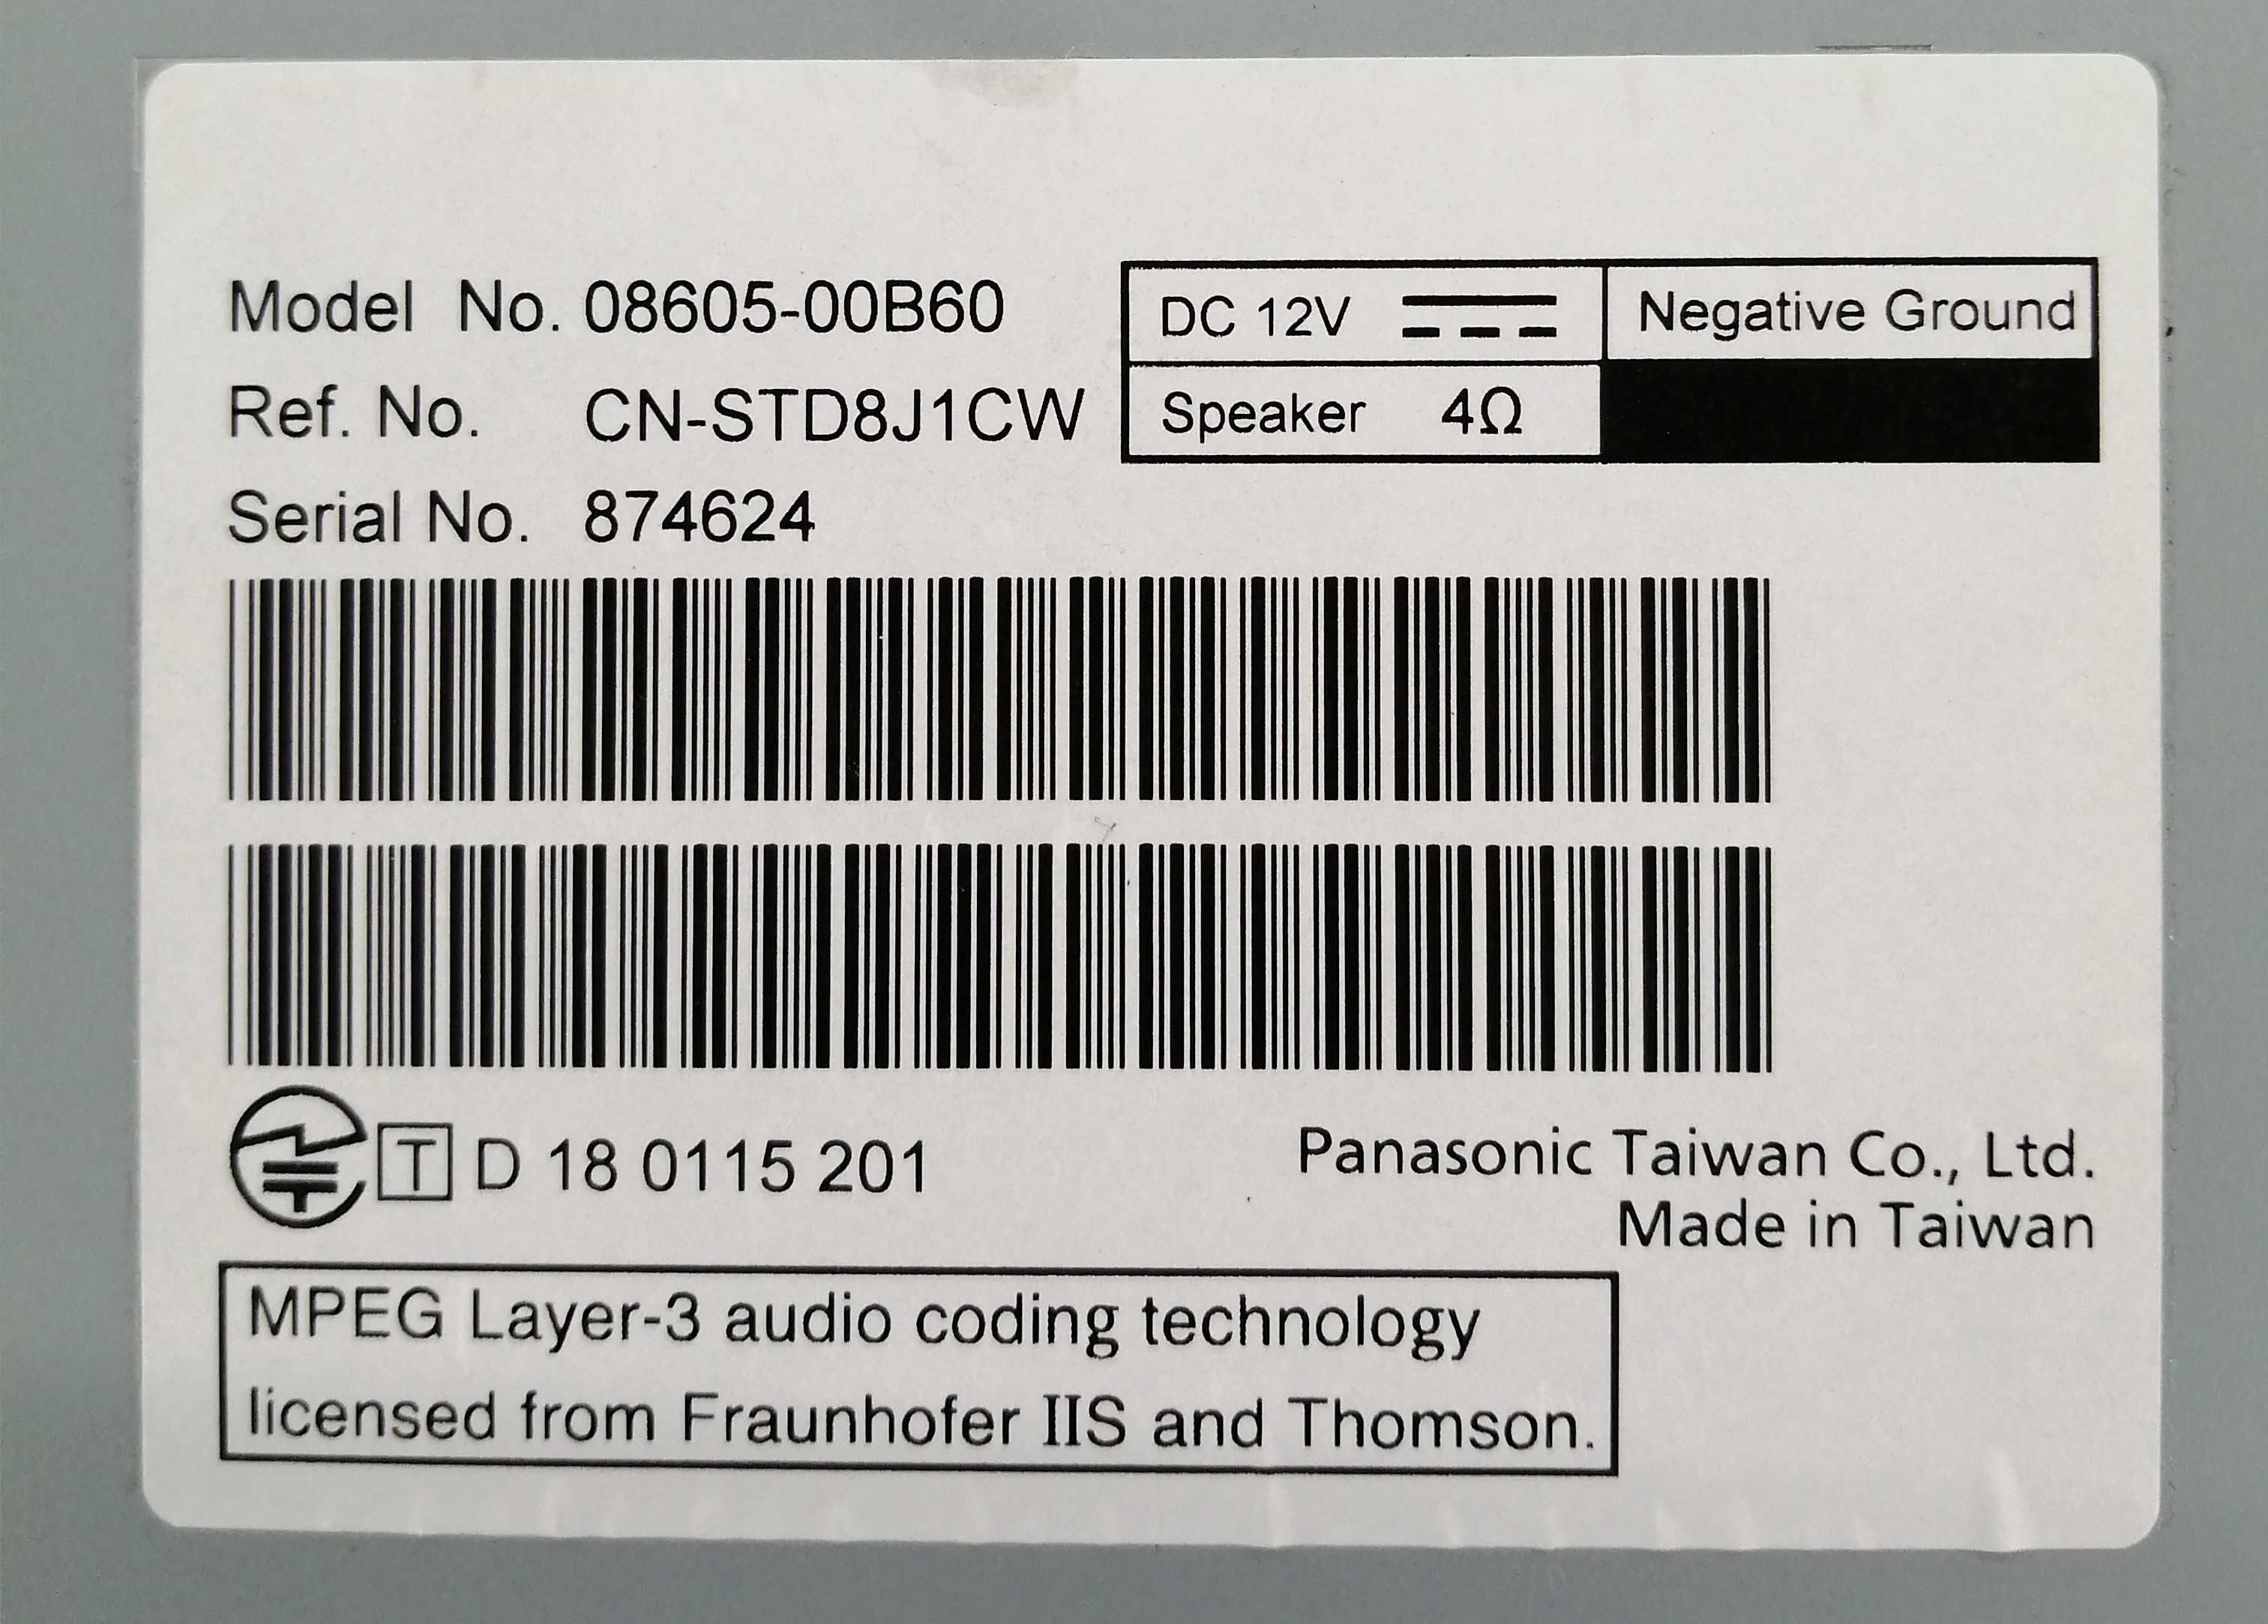 Model No. 08605-00B60
DC 12V Negative Ground
Ref. No. CN-STD8J1CW
Speaker 4Ω
Serial No. 874624
T D 18 0115 201
Panasonic Taiwan Co., Ltd.
Made in Taiwan
MPEG Layer-3 audio coding technology
licensed from Fraunhofer IIS and Thomson.